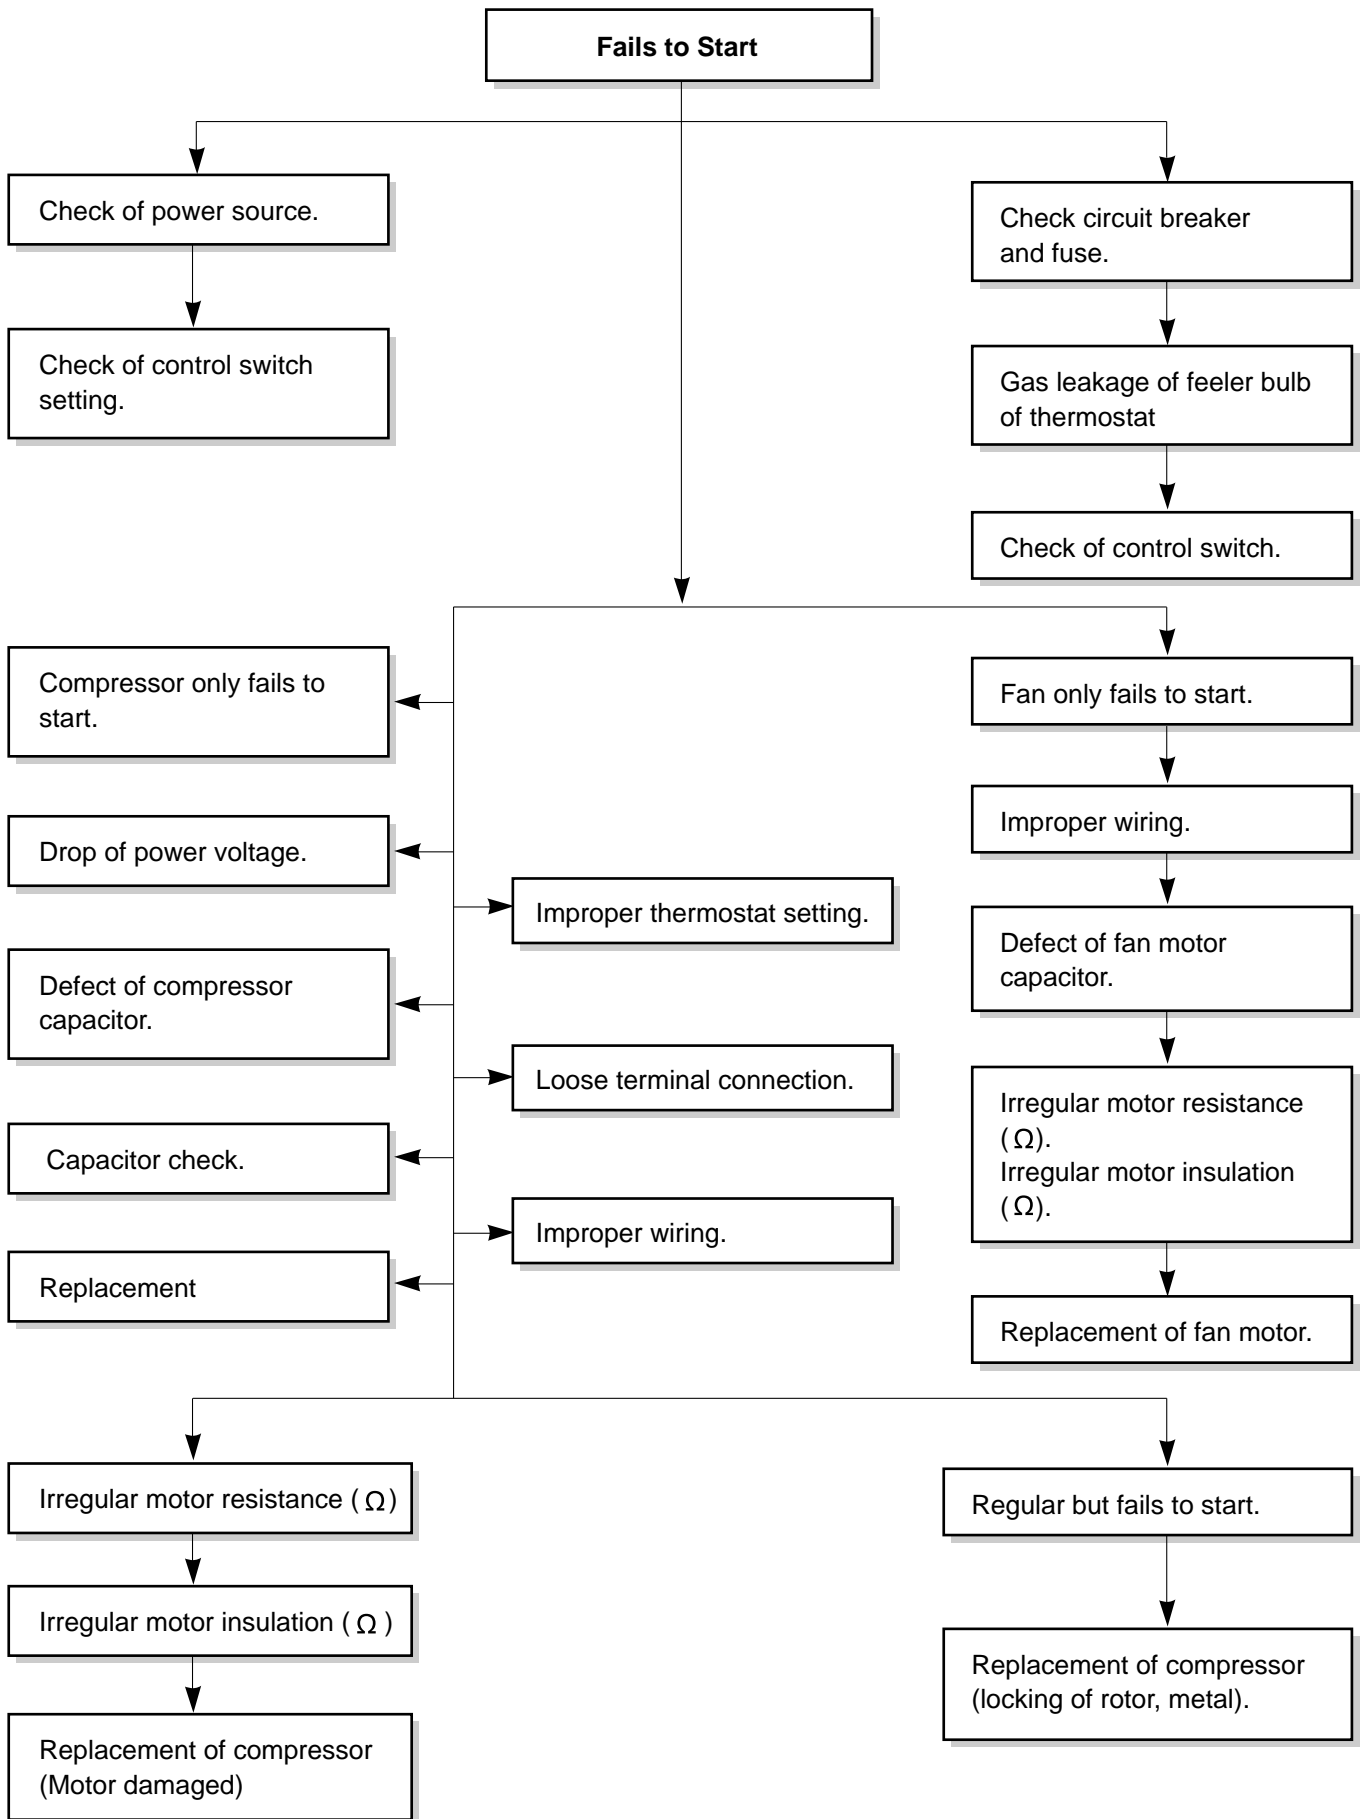 Fails to Start
Check of power source.
Check circuit breaker
and fuse.
Check of control switch
setting.
Gas leakage of feeler bulb
of thermostat
Check of control switch.
Compressor only fails to
start.
Fan only fails to start.
Drop of power voltage.
Improper wiring.
Improper thermostat setting.
Defect of fan motor
capacitor.
Defect of compressor
capacitor.
Loose terminal connection.
Irregular motor resistance
(Ω).
Irregular motor insulation
(Ω).
Capacitor check.
Improper wiring.
Replacement
Replacement of fan motor.
Irregular motor resistance (Ω)
Regular but fails to start.
Irregular motor insulation (Ω )
Replacement of compressor
(locking of rotor, metal).
Replacement of compressor
(Motor damaged)